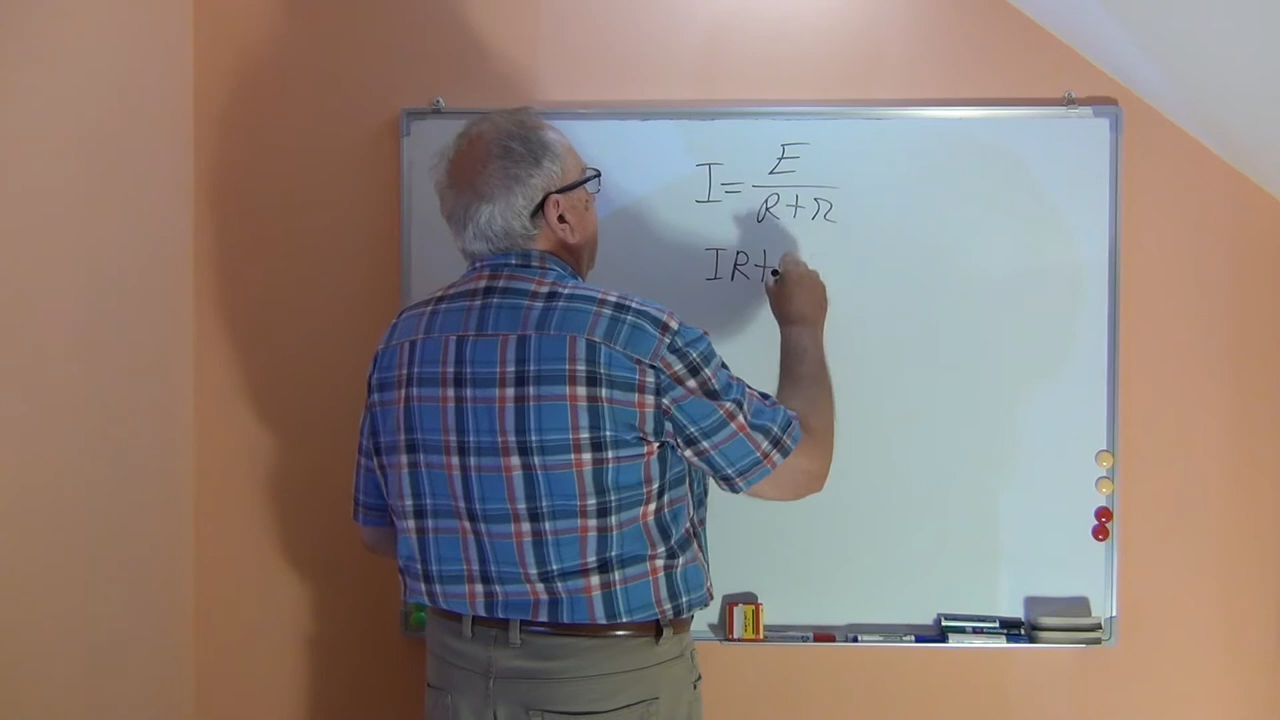 I = E / R + r
IR +